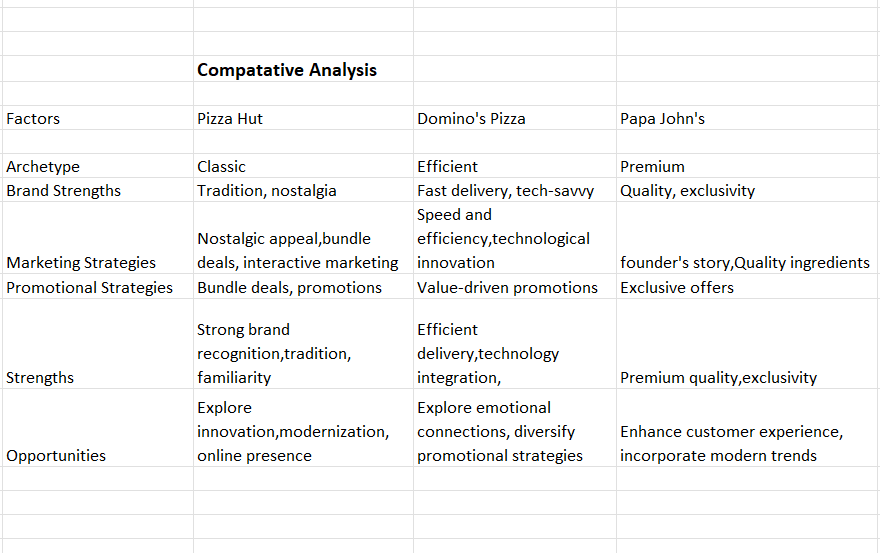 Compatative Analysis
Factors Pizza Hut Domino's Pizza Papa John's
Archetype Classic Efficient Premium
Brand Strengths Tradition, nostalgia Fast delivery, tech-savvy Quality, exclusivity
Speed and
Nostalgic appeal,bundle efficiency,technological
Marketing Strategies deals, interactive marketing innovation founder's story,Quality ingredients
Promotional Strategies Bundle deals, promotions Value-driven promotions Exclusive offers
Strong brand Efficient
recognition,tradition, delivery,technology
Strengths familiarity integration, Premium quality,exclusivity
Explore Explore emotional
innovation,modernization, connections, diversify Enhance customer experience,
Opportunities online presence promotional strategies incorporate modern trends